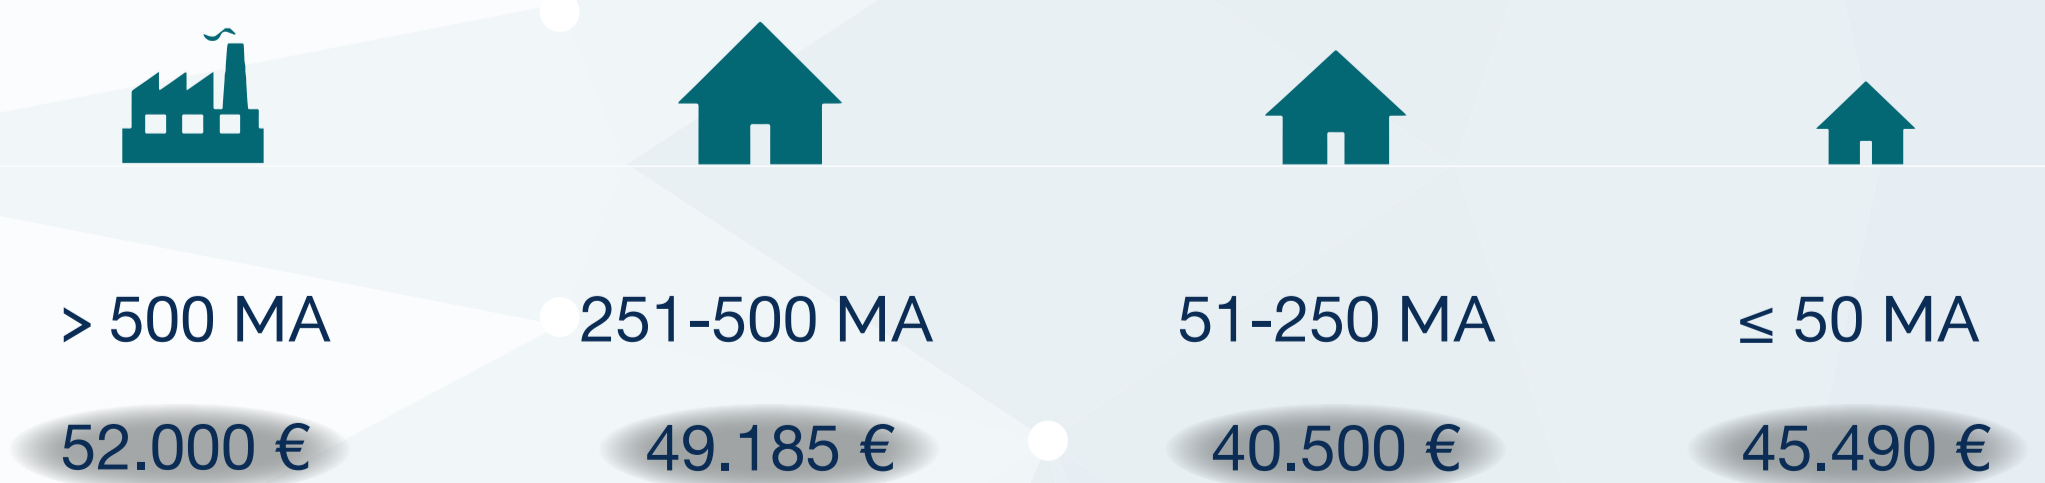 > 500 MA 251-500 MA 51-250 MA ≤ 50 MA
52.000 € 49.185 € 40.500 € 45.490 €